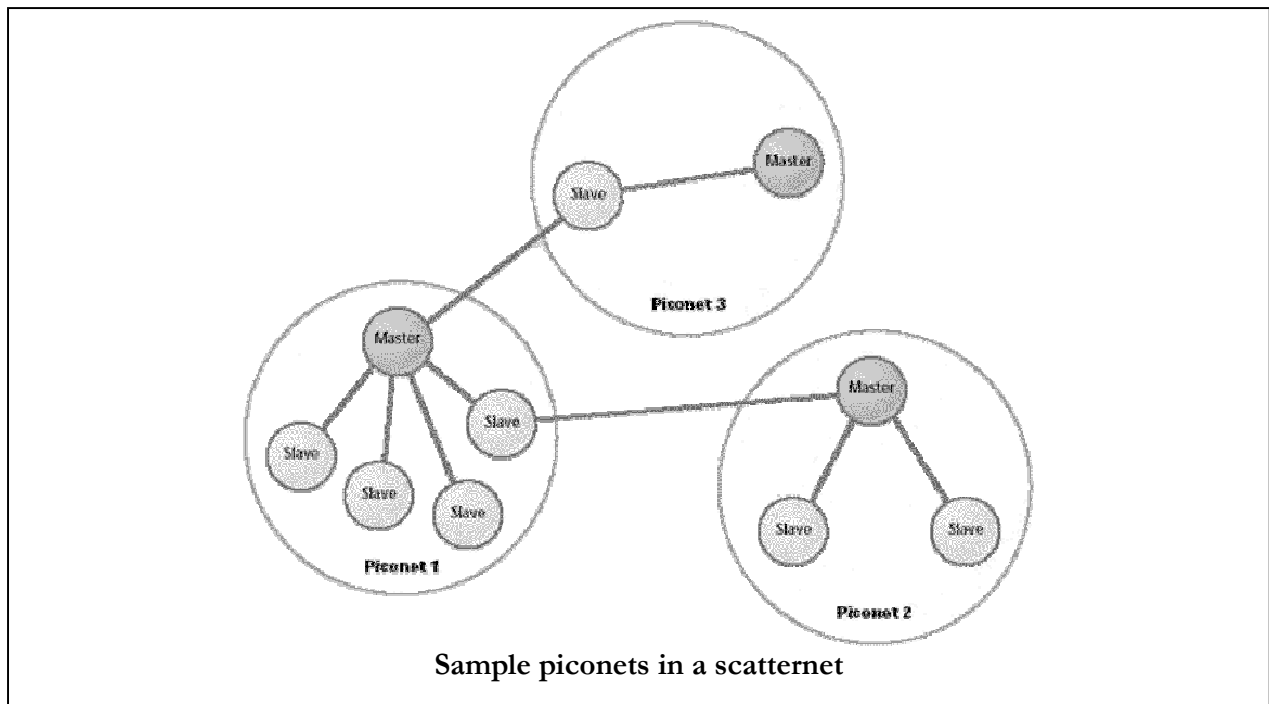 Master
Slave
Piconet 3
Master
Master
Slave
Slave
Slave
Slave
Slave
Slave
Piconet 1
Piconet 2
Sample piconets in a scatternet